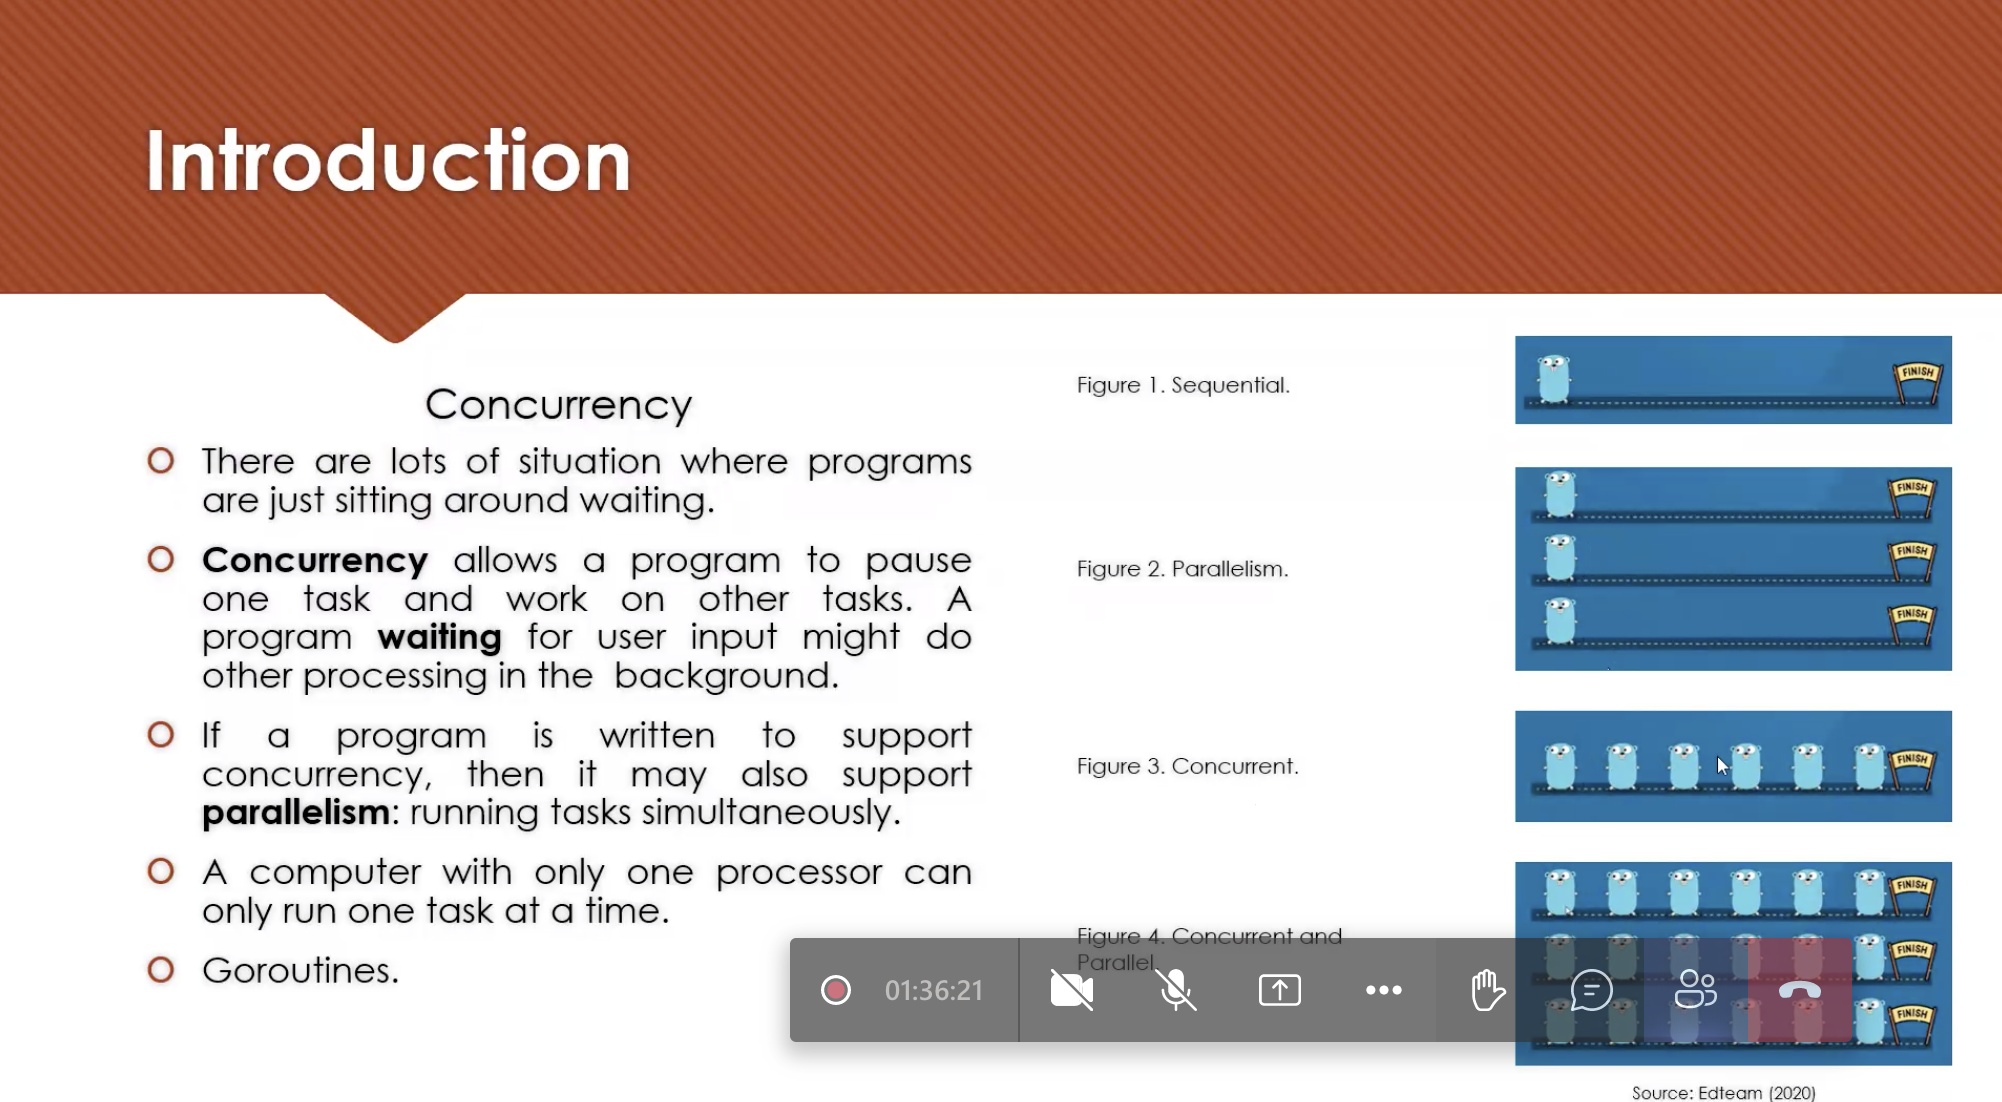 Introduction
Concurrency
There are lots of situation where programs
are just sitting around waiting.
Concurrency allows a program to pause
one task and work on other tasks. A
program waiting for user input might do
other processing in the background.
If a program is written to support
concurrency, then it may also support
parallelism: running tasks simultaneously.
A computer with only one processor can
only run one task at a time.
Goroutines.
Figure 1. Sequential.
FINISH
Figure 2. Parallelism.
FINISH
FINISH
FINISH
Figure 3. Concurrent.
FINISH
Figure 4. Concurrent and
Parallel.
FINISH
FINISH
FINISH
01:36:21
Source: Edteam (2020)